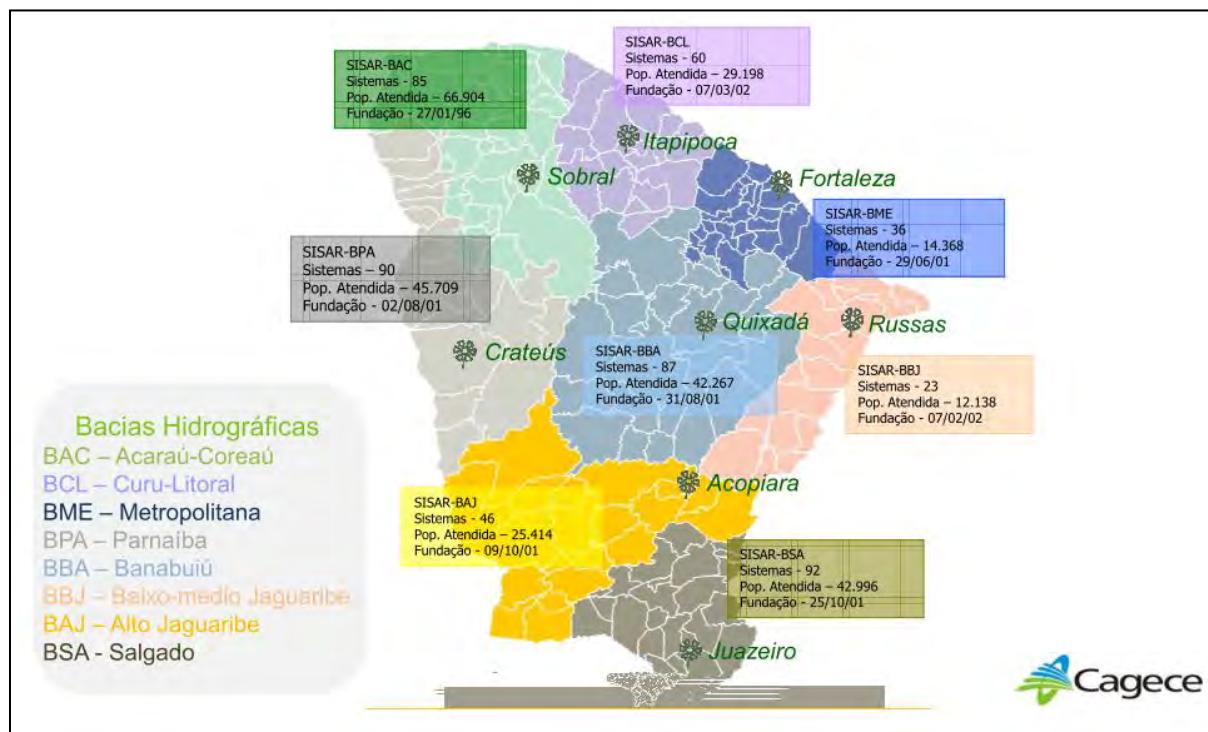 SISAR-BAC
Sistemas - 85
Pop. Atendida – 66.904
Fundação - 27/01/96
SISAR-BCL
Sistemas - 60
Pop. Atendida – 29.198
Fundação - 07/03/02
Itapipoca
Sobral
Fortaleza
SISAR-BME
Sistemas - 36
Pop. Atendida – 14.368
Fundação – 29/06/01
SISAR-BPA
Sistemas – 90
Pop. Atendida – 45.709
Fundação - 02/08/01
Quixadá
Russas
Crateús
SISAR-BBA
Sistemas - 87
Pop. Atendida – 42.267
Fundação - 31/08/01
SISAR-BBJ
Sistemas - 23
Pop. Atendida – 12.138
Fundação - 07/02/02
Bacias Hidrográficas
BAC – Acaraú-Coreaú
BCL – Curu-Litoral
BME – Metropolitana
BPA – Parnaíba
BBA – Banabuiú
BBJ – Baixo-medio Jaguaribe
BAJ – Alto Jaguaribe
BSA - Salgado
Acopiara
SISAR-BAJ
Sistemas - 46
Pop. Atendida – 25.414
Fundação – 09/10/01
SISAR-BSA
Sistemas - 92
Pop. Atendida – 42.996
Fundação - 25/10/01
Juazeiro
Cagece